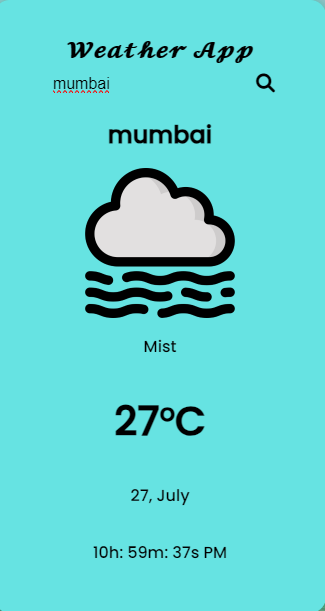 Weather App
mumbai
mumbai
Mist
27°C
27, July
10h: 59m: 37s PM